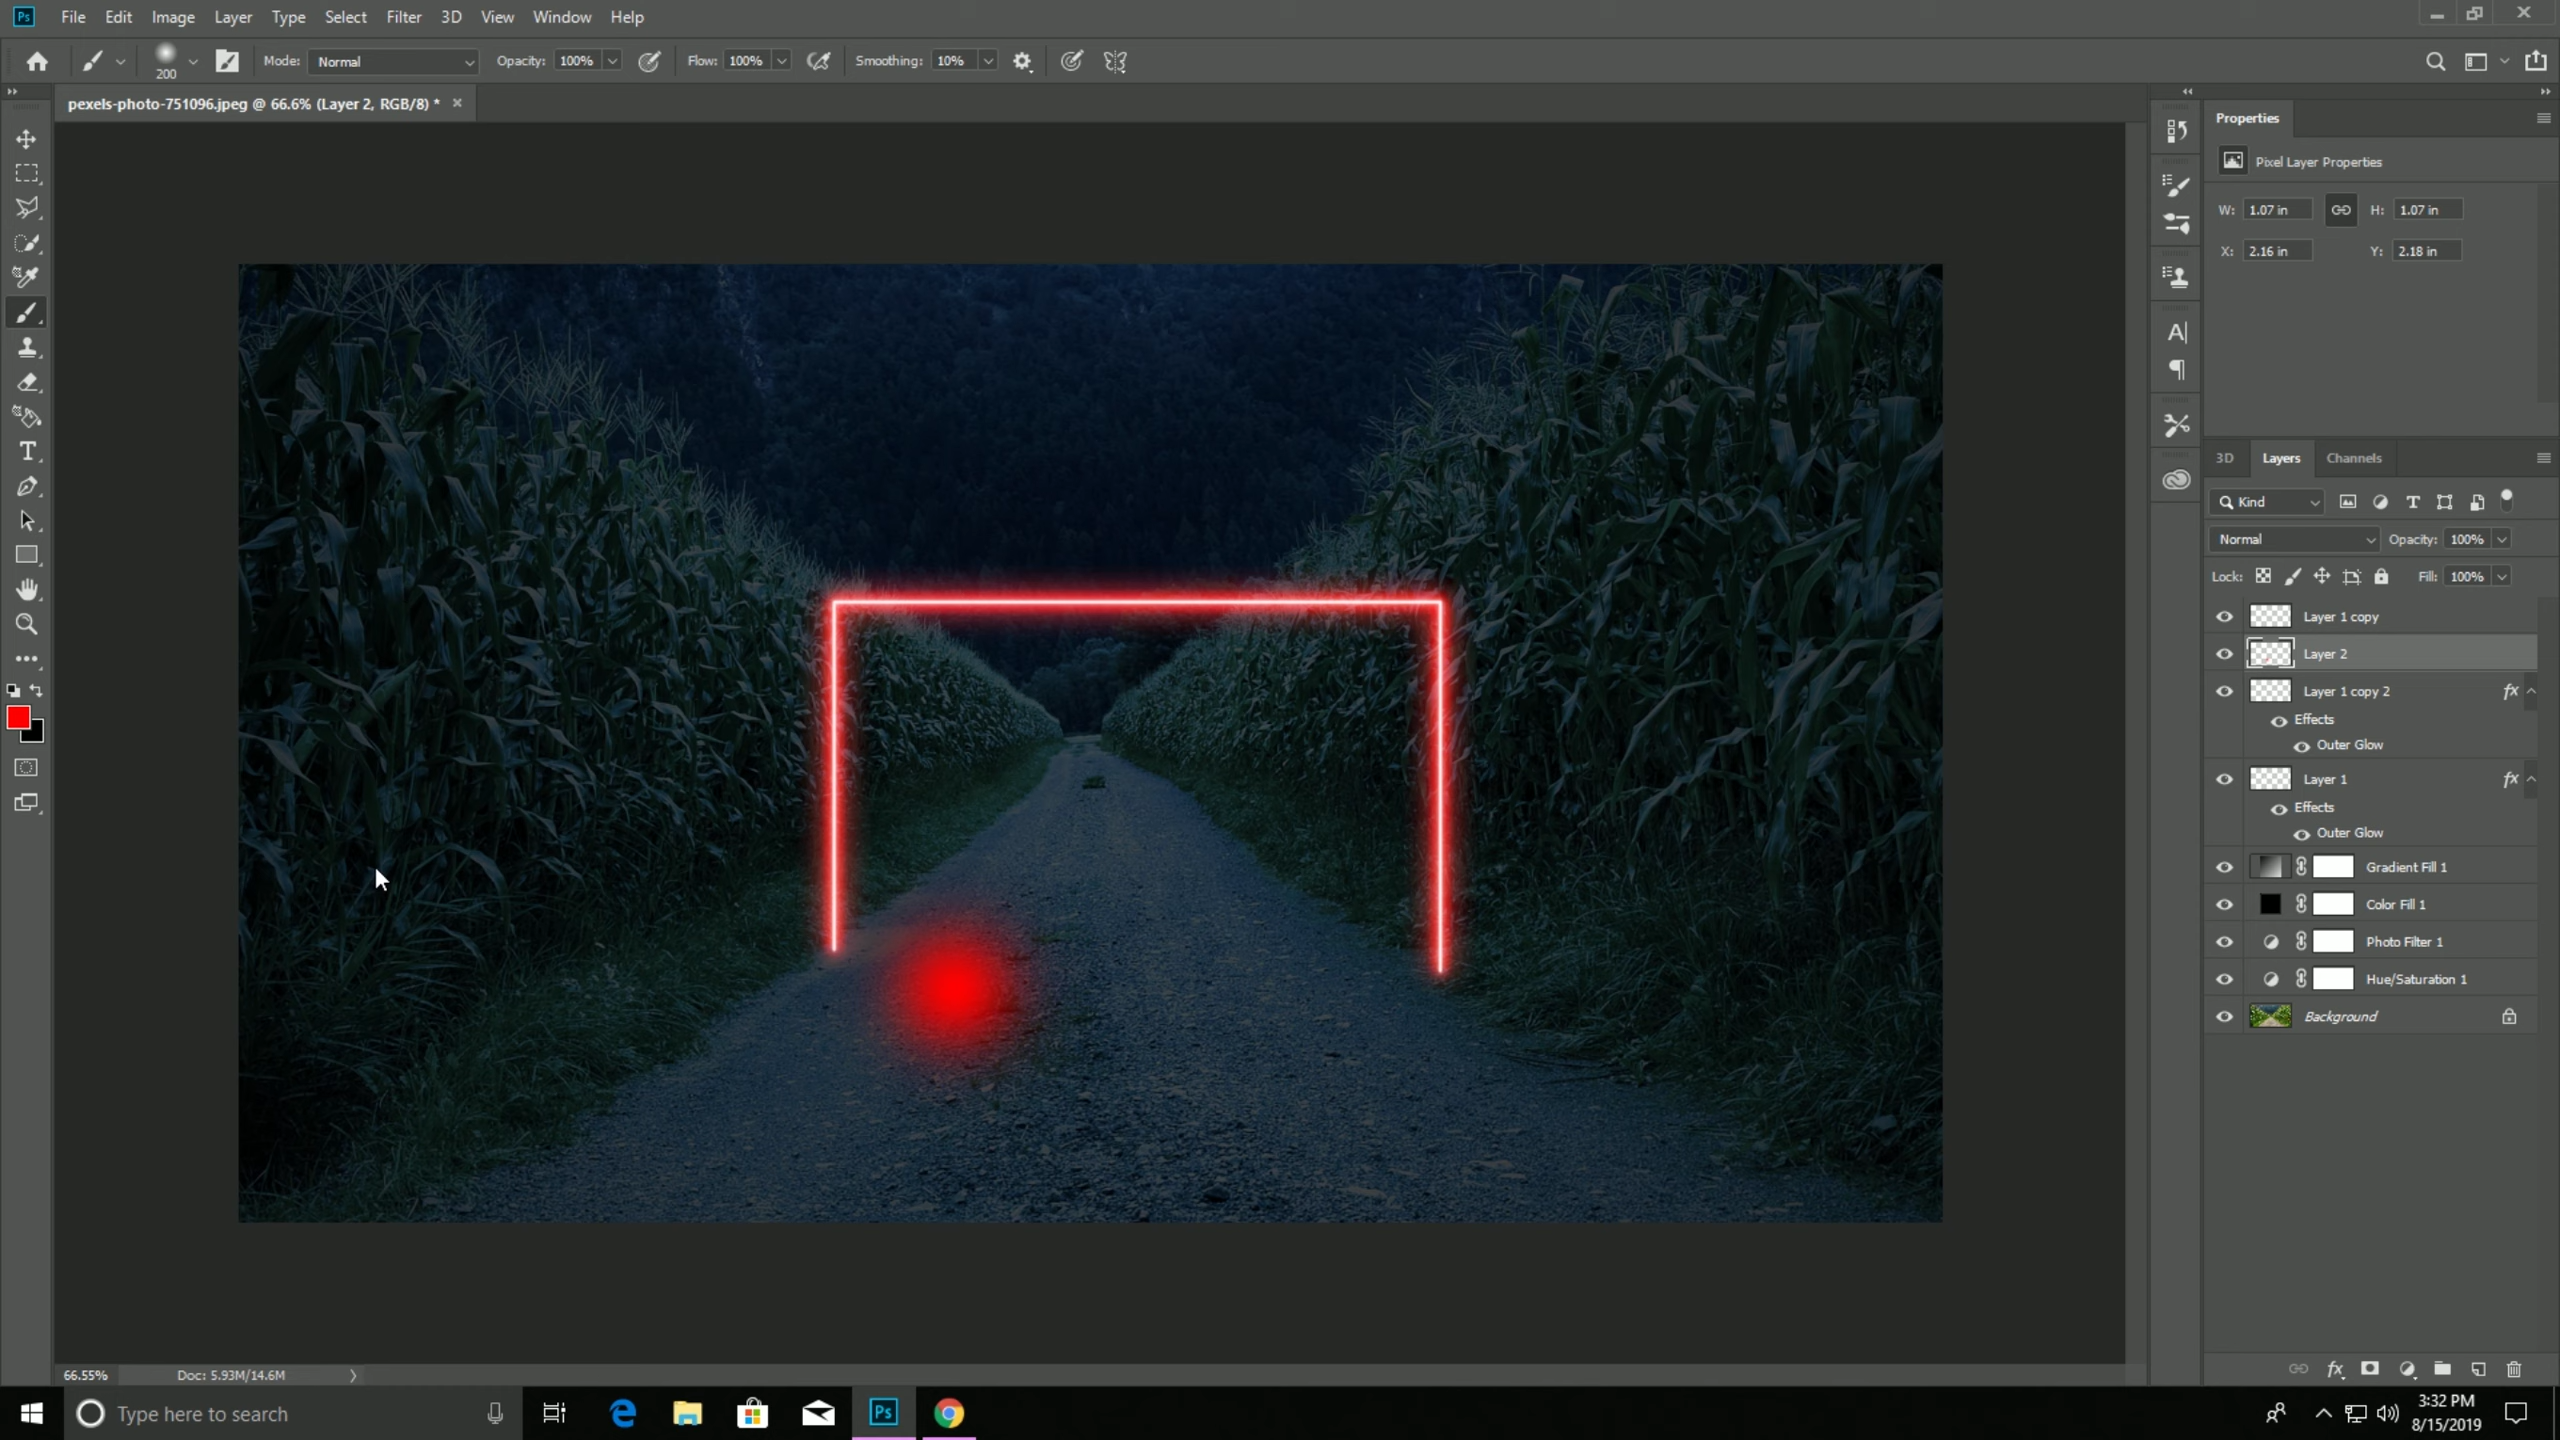 Ps File Edit Image Layer Type Select Filter 3D View Window Help
200 Mode: Normal Opacity: 100% Flow: 100% Smoothing: 10%
pexels-photo-751096.jpeg @ 66.6% (Layer 2, RGB/8) * ×
Properties
Pixel Layer Properties
W: 1.07 in H: 1.07 in
X: 2.16 in Y: 2.18 in
3D Layers Channels
Kind
Normal Opacity: 100%
Lock: Fill: 100%
Layer 1 copy
Layer 2
Layer 1 copy 2 fx
Effects
Outer Glow
Layer 1 fx
Effects
Outer Glow
Gradient Fill 1
Color Fill 1
Photo Filter 1
Hue/Saturation 1
Background
66.55% Doc: 5.93M/14.6M
fx
Type here to search
Ps
3:32 PM
8/15/2019